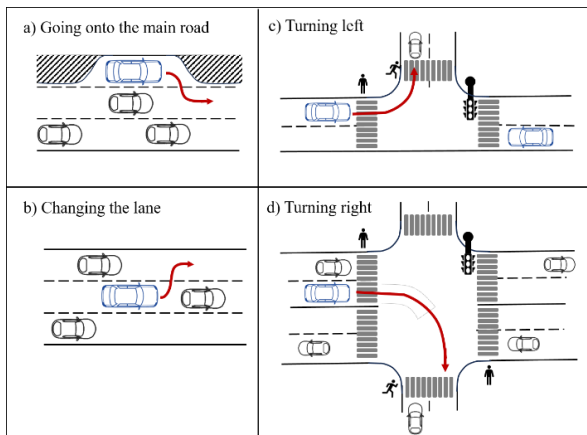 a) Going onto the main road
c) Turning left
b) Changing the lane
d) Turning right